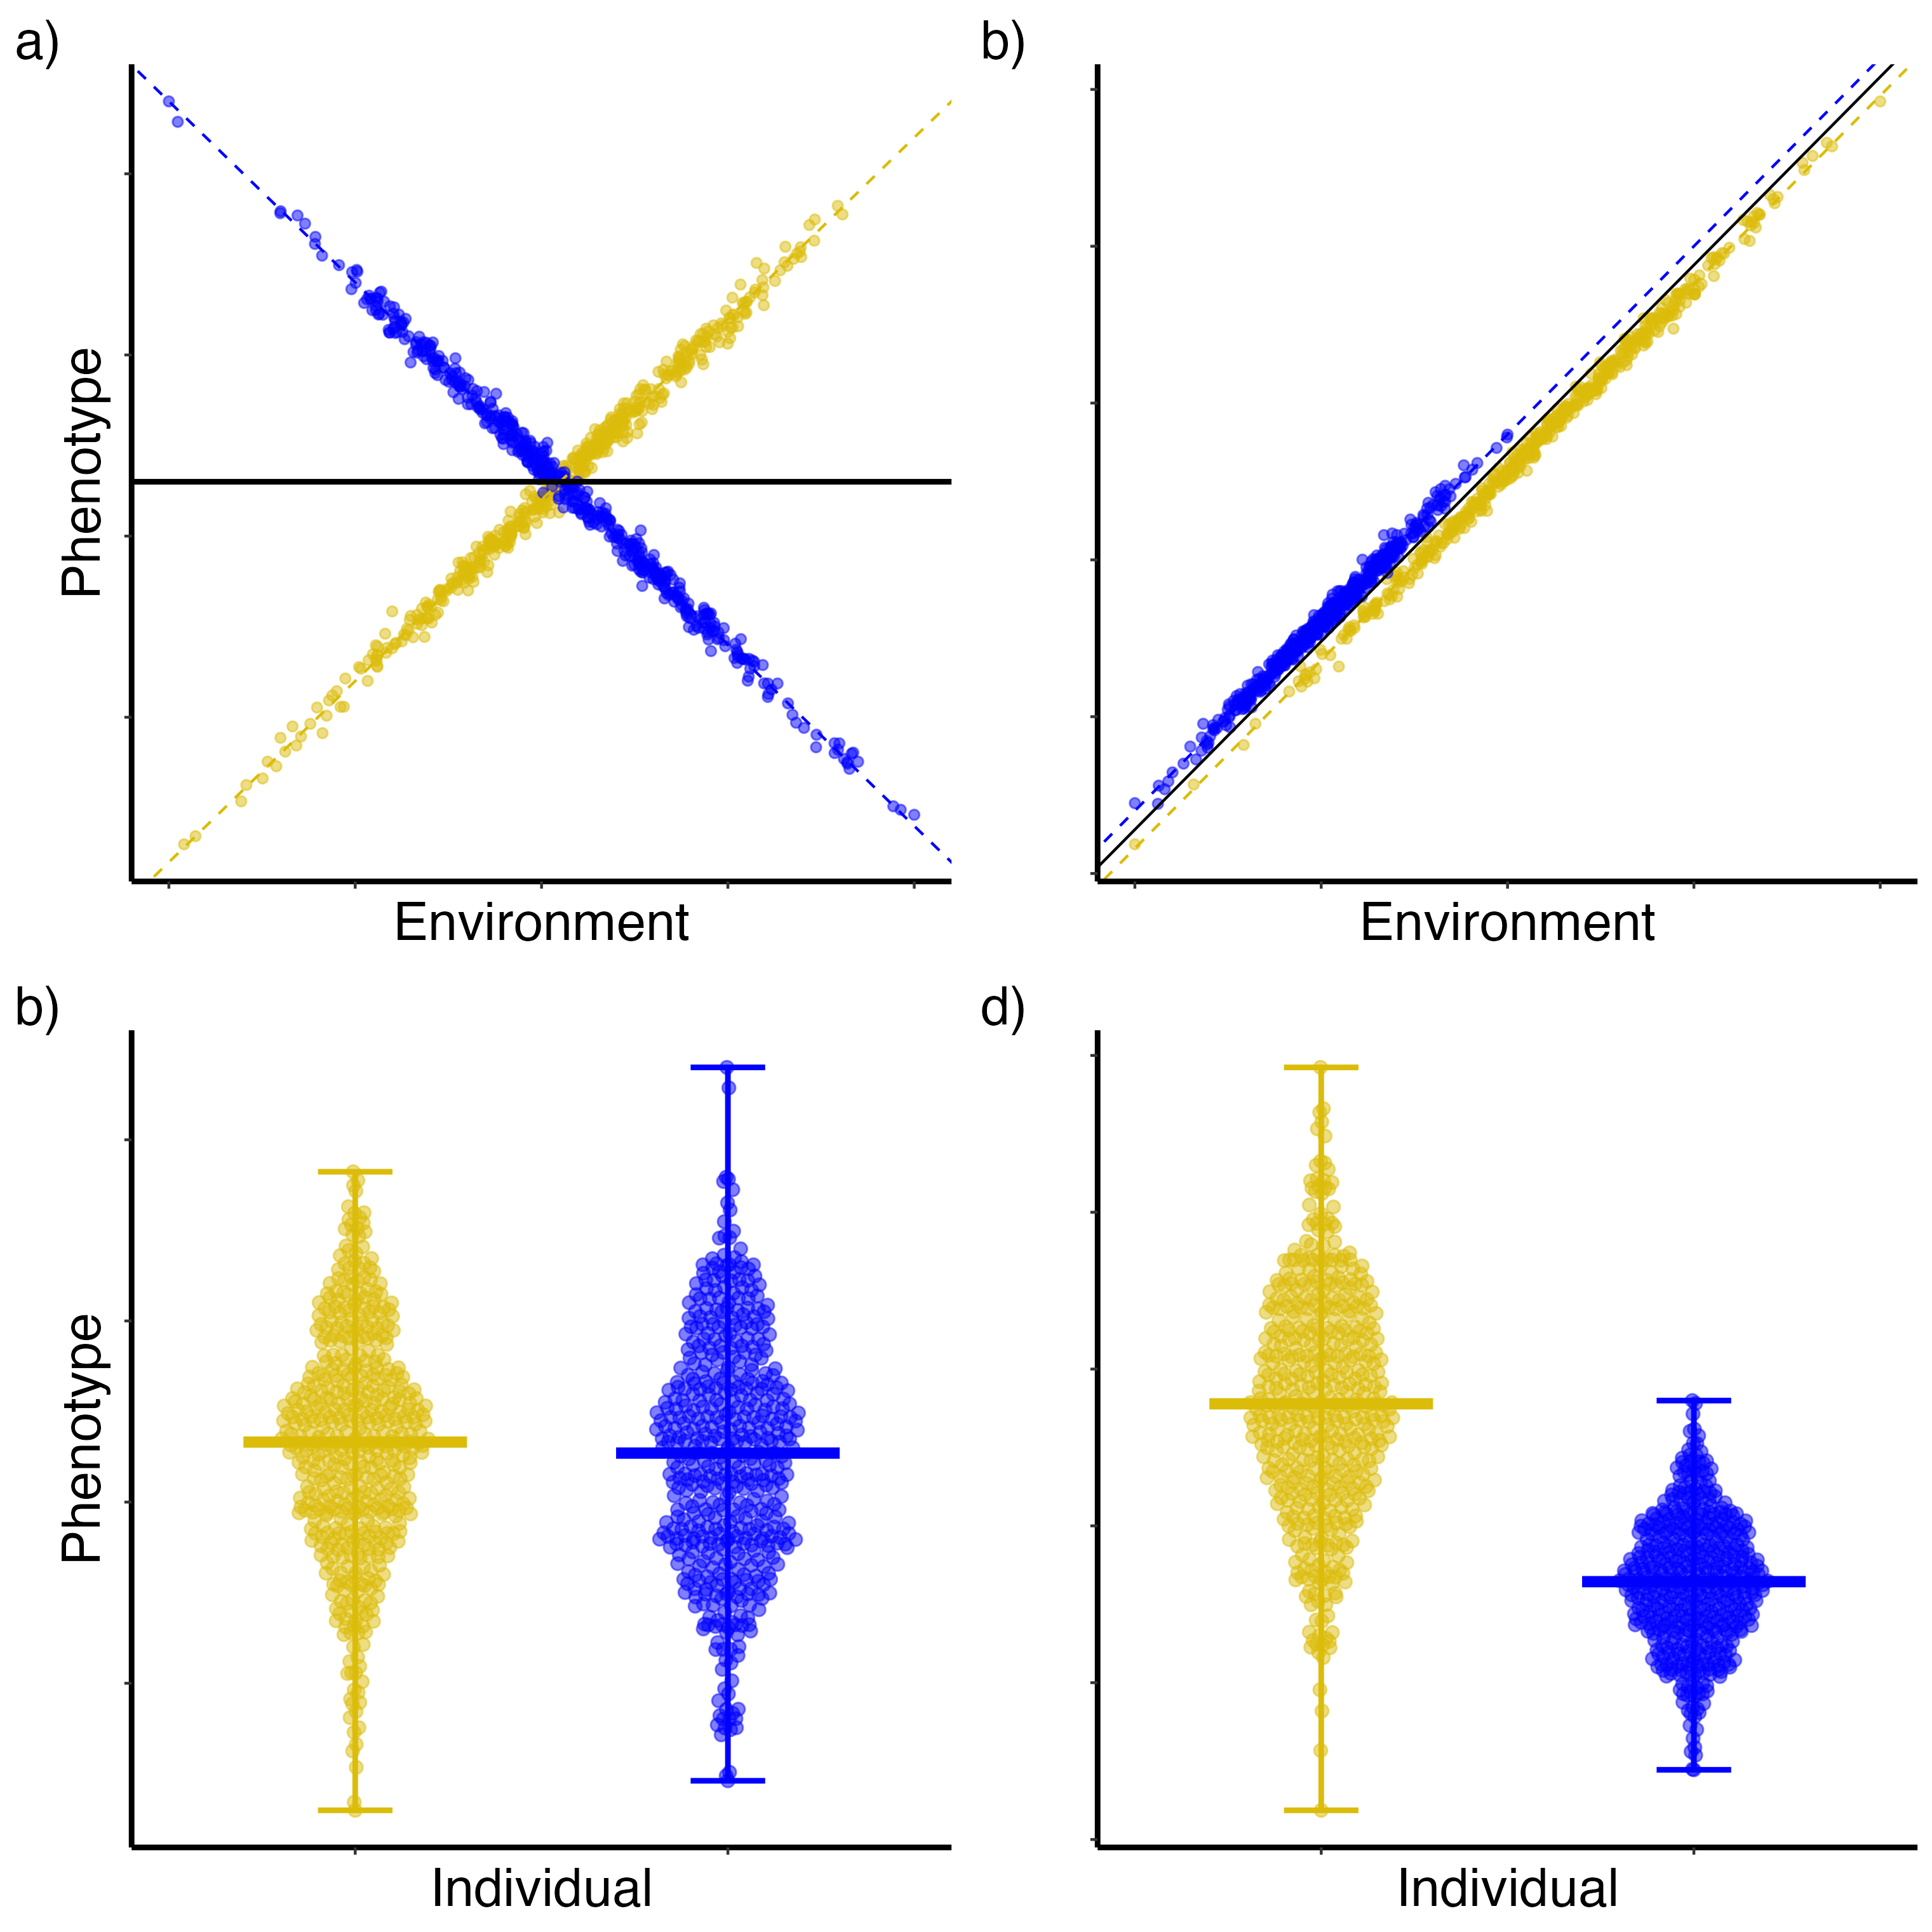 a)
Phenotype
Environment
b)
Environment
b)
Phenotype
Individual
d)
Individual